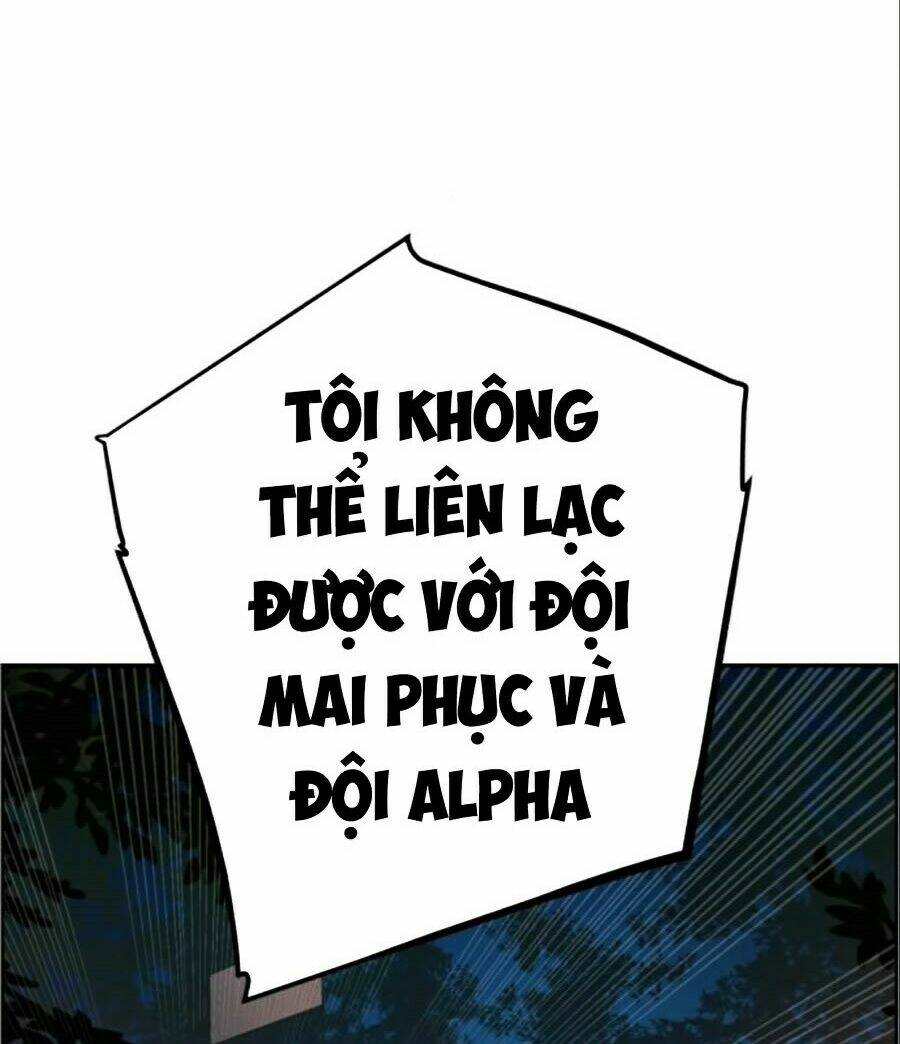 TÔI KHÔNG
THỂ LIÊN LẠC
ĐƯỢC VỚI ĐỘI
MAI PHỤC VÀ
ĐỘI ALPHA